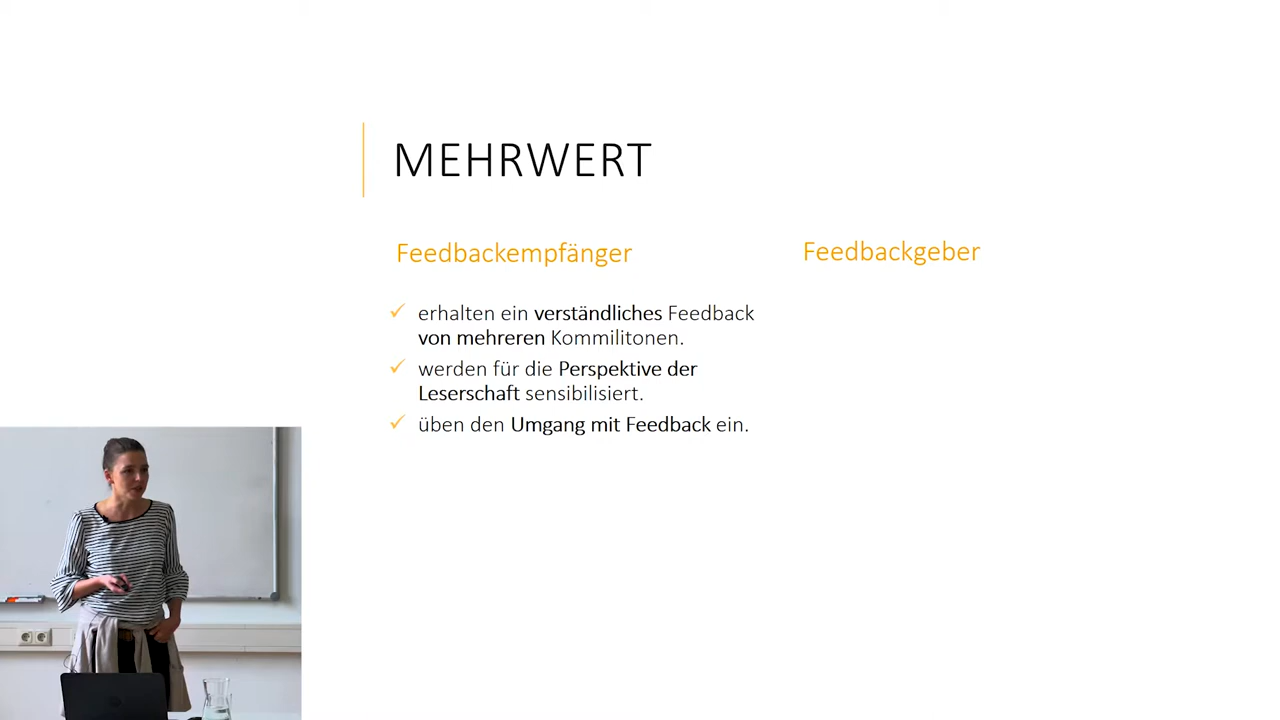 MEHRWERT
Feedbackempfänger
erhalten ein verständliches Feedback
von mehreren Kommilitonen.
werden für die Perspektive der
Leserschaft sensibilisiert.
üben den Umgang mit Feedback ein.
Feedbackgeber